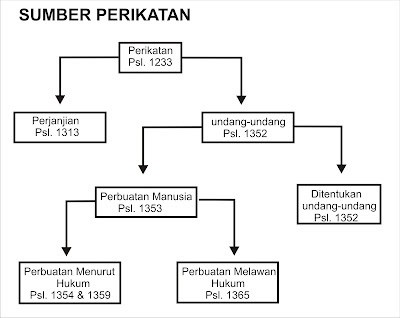 SUMBER PERIKATAN
Perikatan
Psl. 1233
Perjanjian
Psl. 1313
undang-undang
Psl. 1352
Perbuatan Manusia
Psl. 1353
Ditentukan
undang-undang
Psl. 1352
Perbuatan Menurut
Hukum
Psl. 1354 & 1359
Perbuatan Melawan
Hukum
Psl. 1365